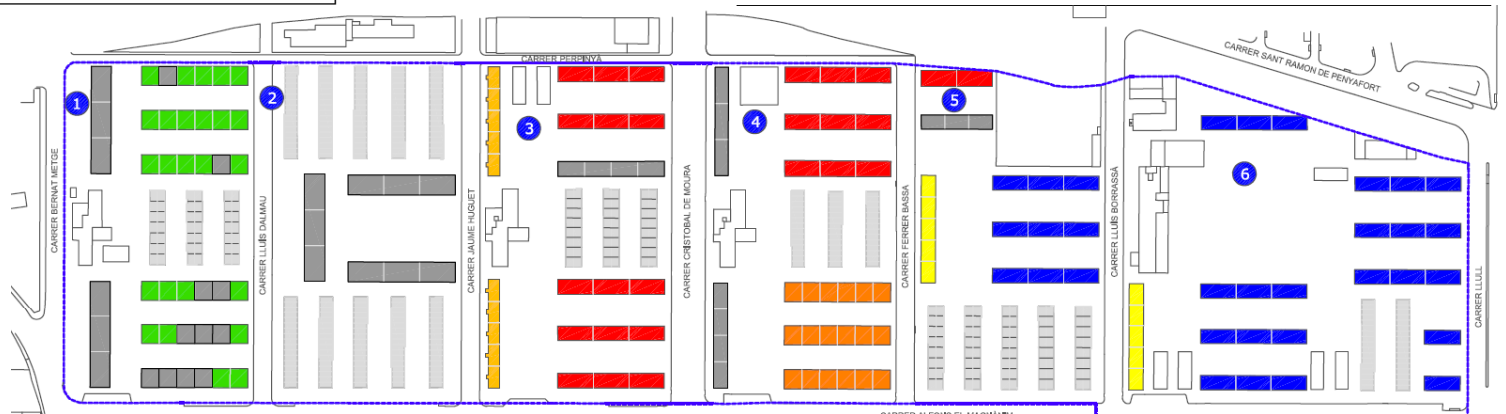 CARRER PERPINYÀ
CARRER SANT RAMON DE PENYAFORT
1
2
3
4
5
6
CARRER BERNAT METGE
CARRER LLUÍS DALMAU
CARRER JAUME HUGUET
CARRER CRISTOBAL DE MOURA
CARRER FERRER BASSA
CARRER LLUÍS BORRASSÀ
CARRER LLULL